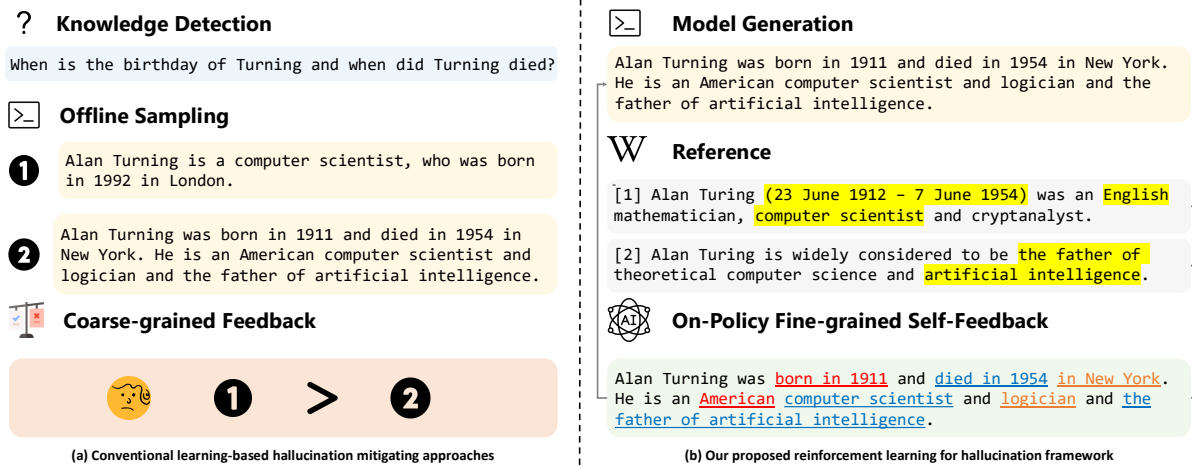 ? Knowledge Detection
When is the birthday of Turning and when did Turning died?
>_ Offline Sampling
1 Alan Turning is a computer scientist, who was born
in 1992 in London.
2 Alan Turning was born in 1911 and died in 1954 in
New York. He is an American computer scientist and
logician and the father of artificial intelligence.
Coarse-grained Feedback
1 > 2
(a) Conventional learning-based hallucination mitigating approaches
>_ Model Generation
Alan Turning was born in 1911 and died in 1954 in New York.
He is an American computer scientist and logician and the
father of artificial intelligence.
W Reference
[1] Alan Turing (23 June 1912 – 7 June 1954) was an English
mathematician, computer scientist and cryptanalyst.
[2] Alan Turing is widely considered to be the father of
theoretical computer science and artificial intelligence.
AI On-Policy Fine-grained Self-Feedback
Alan Turning was born in 1911 and died in 1954 in New York.
He is an American computer scientist and logician and the
father of artificial intelligence.
(b) Our proposed reinforcement learning for hallucination framework